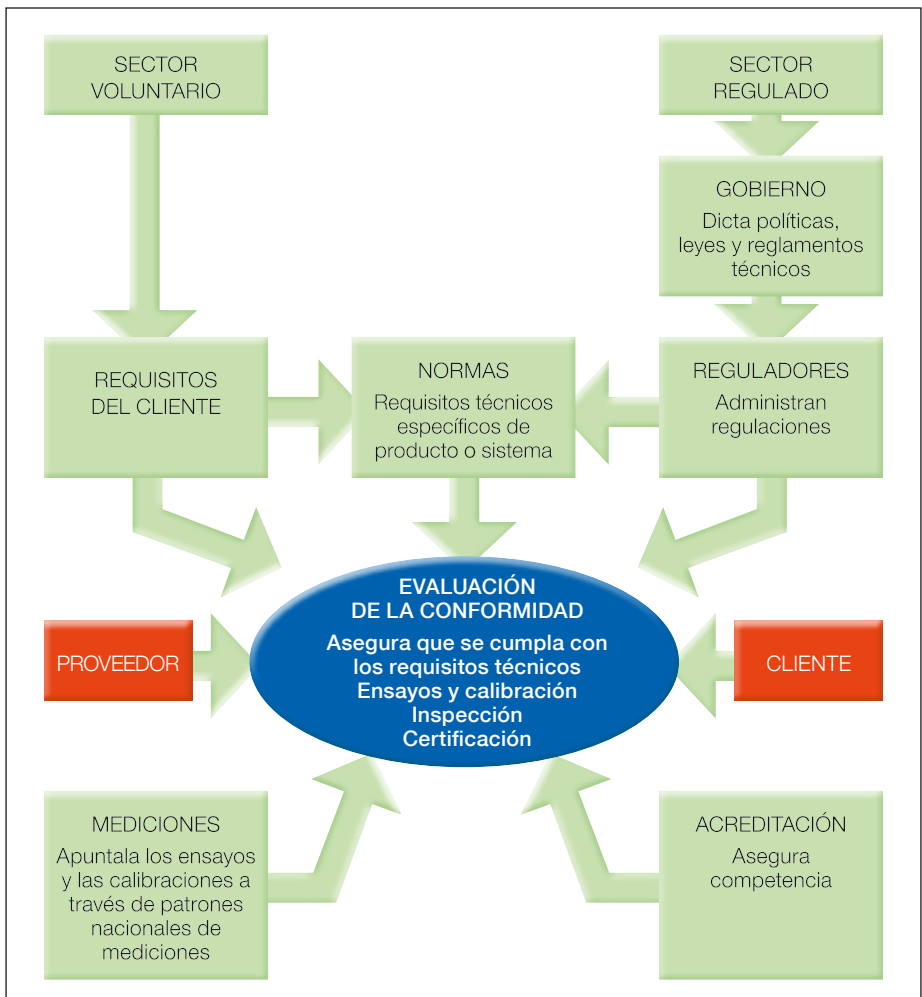 SECTOR
VOLUNTARIO
SECTOR
REGULADO
GOBIERNO
Dicta políticas,
leyes y reglamentos
técnicos
REQUISITOS
DEL CLIENTE
NORMAS
Requisitos técnicos
específicos de
producto o sistema
REGULADORES
Administran
regulaciones
EVALUACIÓN
DE LA CONFORMIDAD
Asegura que se cumpla con
los requisitos técnicos
Ensayos y calibración
Inspección
Certificación
PROVEEDOR
CLIENTE
MEDICIONES
Apuntala los ensayos
y las calibraciones a
través de patrones
nacionales de
mediciones
ACREDITACIÓN
Asegura
competencia